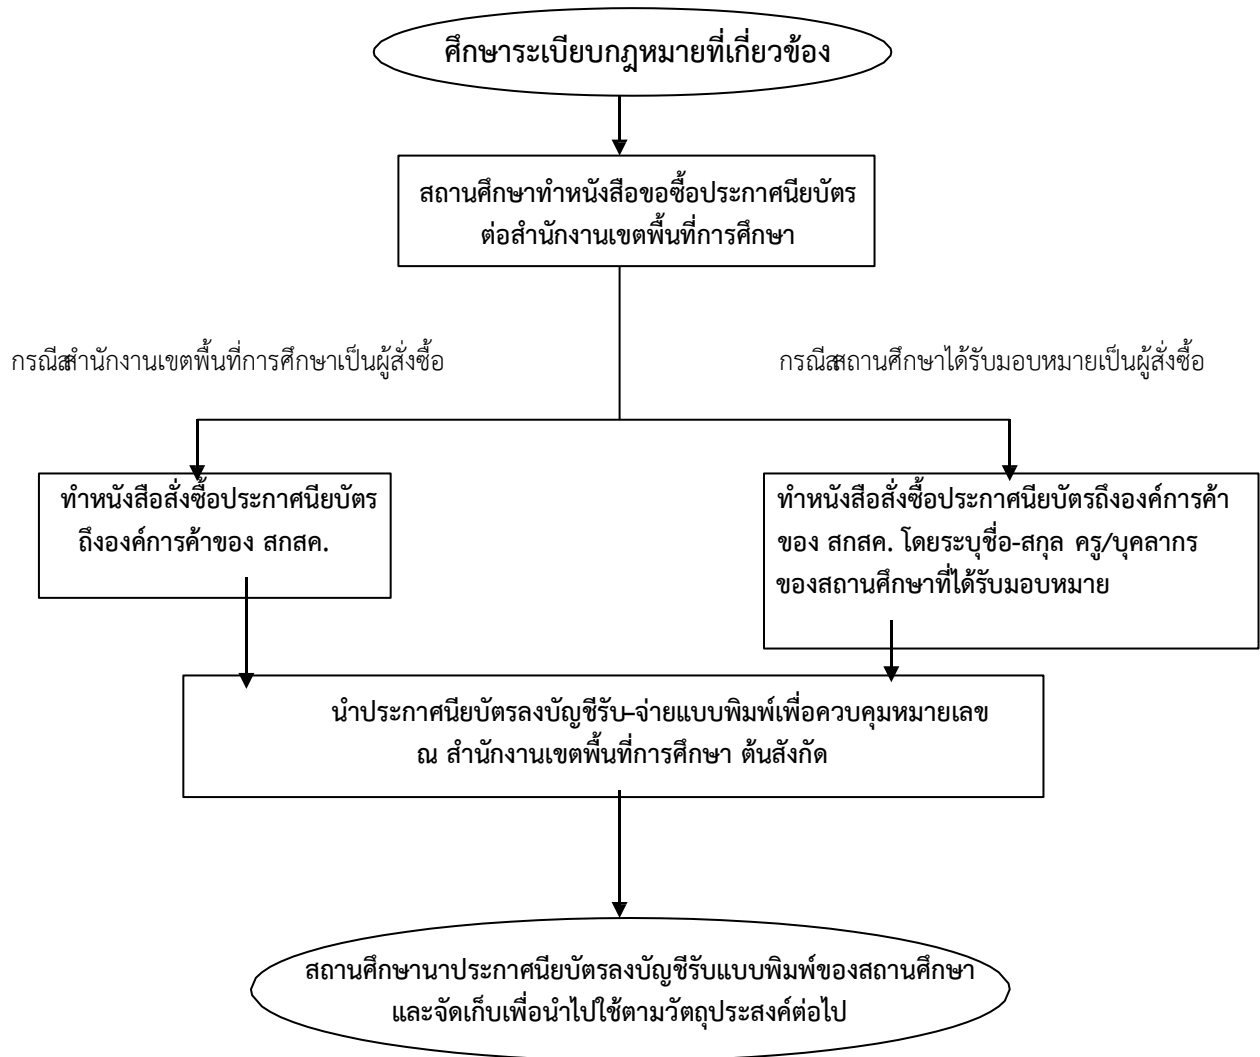 ศึกษาระเบียบกฎหมายที่เกี่ยวข้อง
สถานศึกษาทำหนังสือขอซื้อประกาศนียบัตร
ต่อสำนักงานเขตพื้นที่การศึกษา
กรณีสำนักงานเขตพื้นที่การศึกษาเป็นผู้สั่งซื้อ
กรณีสถานศึกษาได้รับมอบหมายเป็นผู้สั่งซื้อ
ทำหนังสือสั่งซื้อประกาศนียบัตร
ถึงองค์การค้าของ สกสค.
ทำหนังสือสั่งซื้อประกาศนียบัตรถึงองค์การค้า
ของ สกสค. โดยระบุชื่อ-สกุล ครู/บุคลากร
ของสถานศึกษาที่ได้รับมอบหมาย
นำประกาศนียบัตรลงบัญชีรับ–จ่ายแบบพิมพ์เพื่อควบคุมหมายเลข
ณ สำนักงานเขตพื้นที่การศึกษา ต้นสังกัด
สถานศึกษานาประกาศนียบัตรลงบัญชีรับแบบพิมพ์ของสถานศึกษา
และจัดเก็บเพื่อนำไปใช้ตามวัตถุประสงค์ต่อไป